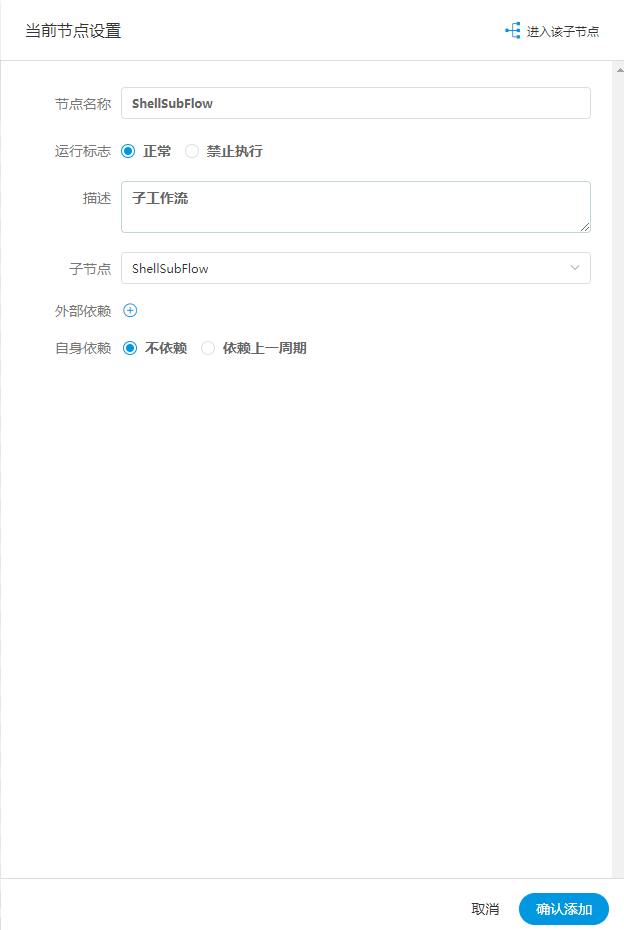 当前节点设置 进入该子节点
节点名称 ShellSubFlow
运行标志 正常 禁止执行
描述 子工作流
子节点 ShellSubFlow
外部依赖
自身依赖 不依赖 依赖上一周期
取消 确认添加